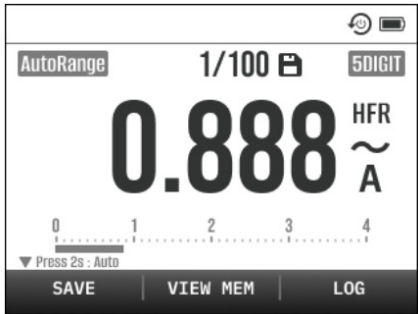 AutoRange 1/100 5DIGIT
0.888 HFR
~
A
0 1 2 3 4
▼ Press 2s : Auto
SAVE VIEW MEM LOG